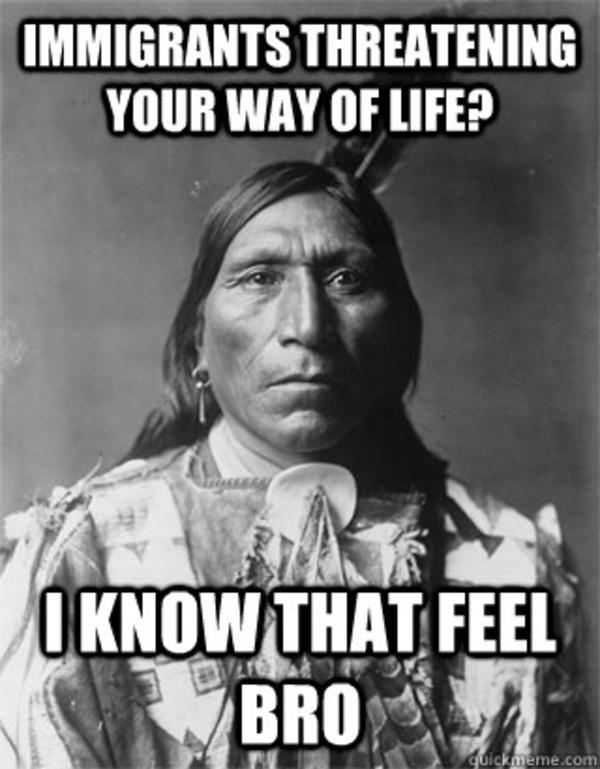 IMMIGRANTS THREATENING
YOUR WAY OF LIFE?
I KNOW THAT FEEL
BRO
quickmeme.com